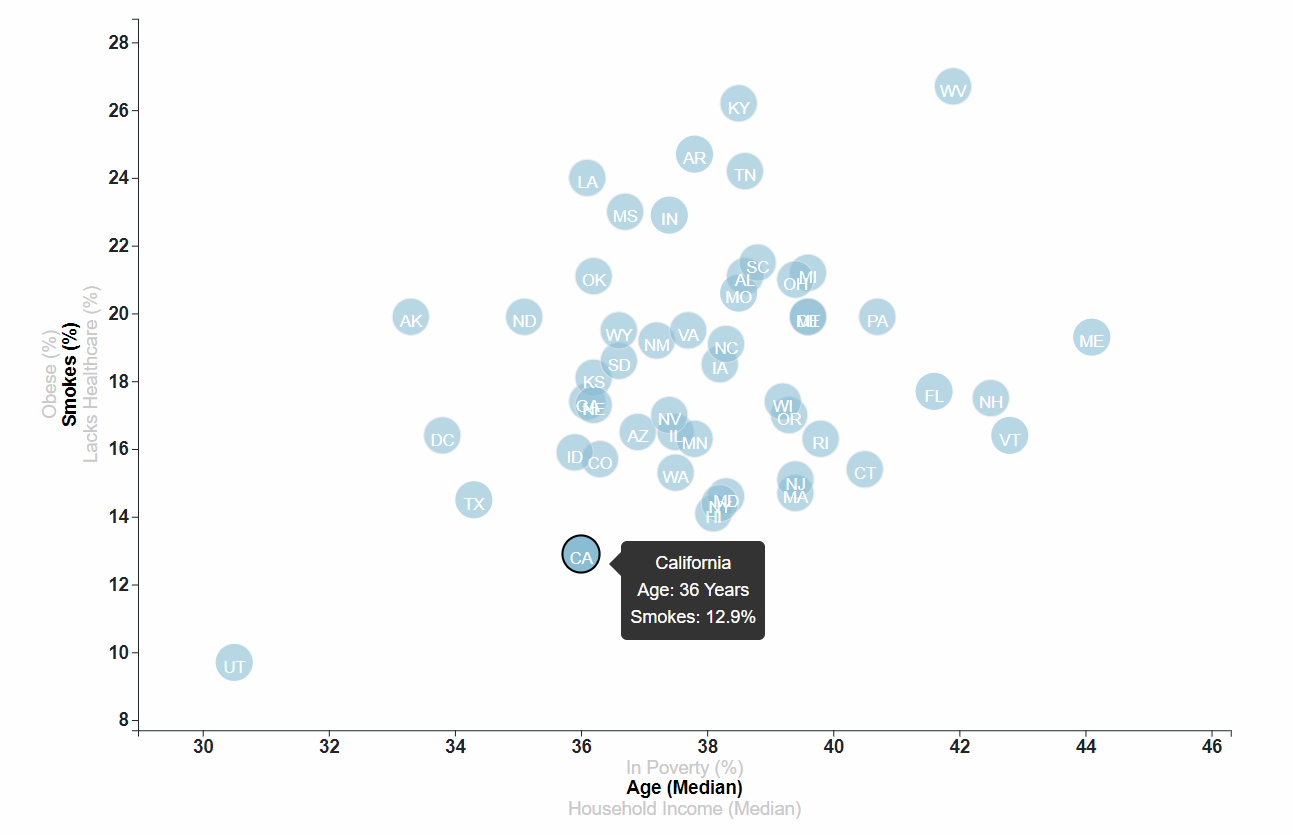 28
26
24
22
20
18
16
14
12
10
8
Obese (%)
Smokes (%)
Lacks Healthcare (%)
WV
KY
AR
TN
LA
MS
IN
SC
OK
AL
OH
MI
MO
AK
ND
PA
WY
VA
ME
NM
NC
SD
IA
KS
FL
NH
GA
NE
WI
NV
OR
DC
AZ
IL
MN
RI
VT
ID
CO
CT
WA
NJ
TX
MA
MD
NY
HI
CA
California
Age: 36 Years
Smokes: 12.9%
UT
30
32
34
36
38
40
42
44
46
In Poverty (%)
Age (Median)
Household Income (Median)